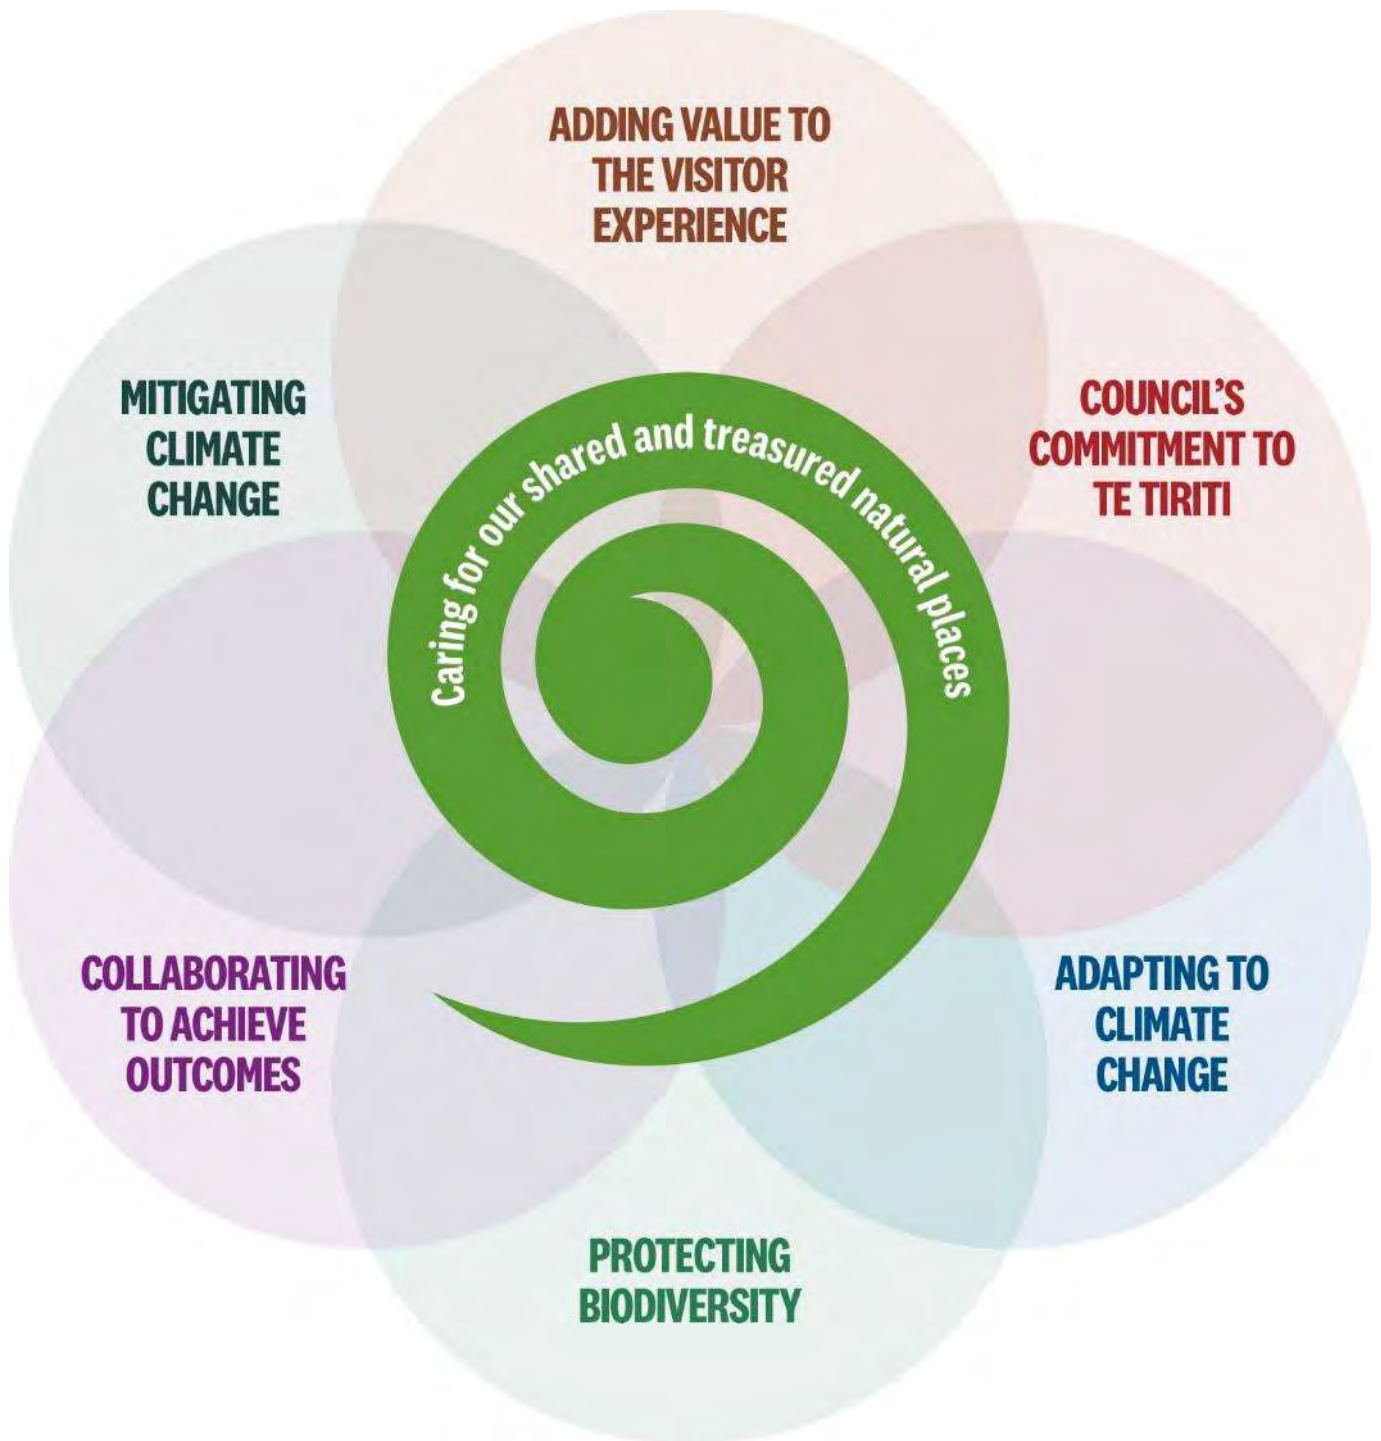 ADDING VALUE TO
THE VISITOR
EXPERIENCE
MITIGATING
CLIMATE
CHANGE
COUNCIL'S
COMMITMENT TO
TE TIRITI
Caring for our shared and treasured natural places
COLLABORATING
TO ACHIEVE
OUTCOMES
ADAPTING TO
CLIMATE
CHANGE
PROTECTING
BIODIVERSITY